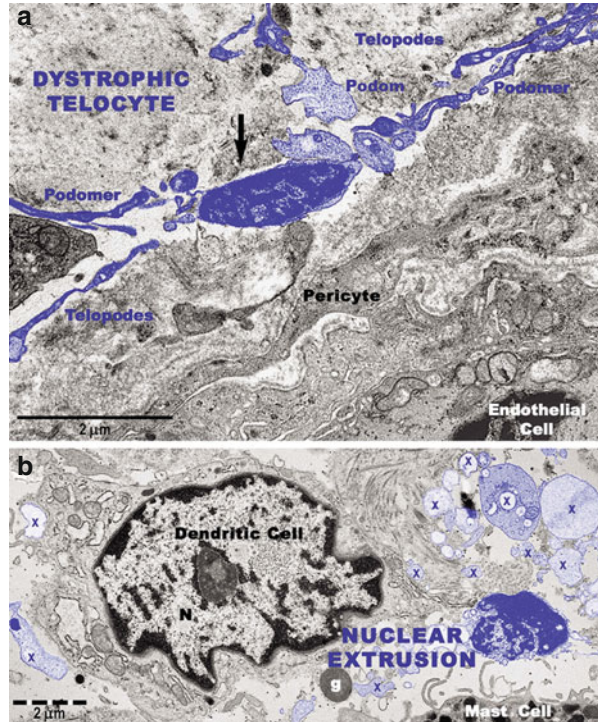 a
Telopodes
DYSTROPHIC
TELOCYTE
Podom
Podomer
Podomer
Pericyte
Telopodes
2 µm
Endothelial
Cell
b
X
X
X
X
X
X
X
X
Dendritic Cell
N
X
NUCLEAR
EXTRUSION
g
X
2 µm
Mast. Cell